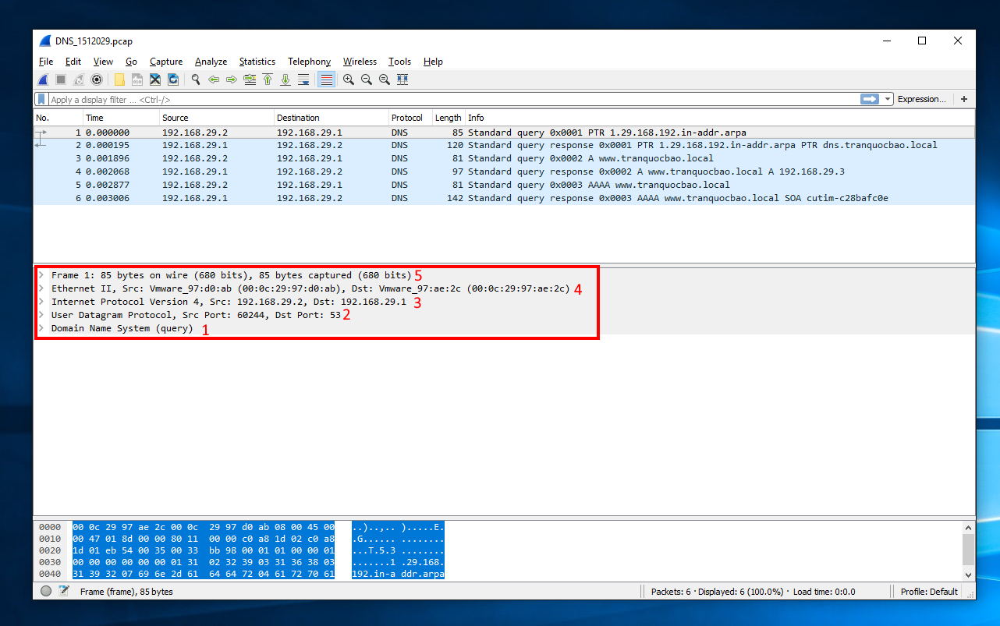 DNS_1512029.pcap
File Edit View Go Capture Analyze Statistics Telephony Wireless Tools Help
Apply a display filter ... <Ctrl-/> Expression... +
No. Time Source Destination Protocol Length Info
1 0.000000 192.168.29.2 192.168.29.1 DNS 85 Standard query 0x0001 PTR 1.29.168.192.in-addr.arpa
2 0.000195 192.168.29.1 192.168.29.2 DNS 120 Standard query response 0x0001 PTR 1.29.168.192.in-addr.arpa PTR dns.tranquocbao.local
3 0.001896 192.168.29.2 192.168.29.1 DNS 81 Standard query 0x0002 A www.tranquocbao.local
4 0.002068 192.168.29.1 192.168.29.2 DNS 97 Standard query response 0x0002 A www.tranquocbao.local A 192.168.29.3
5 0.002877 192.168.29.2 192.168.29.1 DNS 81 Standard query 0x0003 AAAA www.tranquocbao.local
6 0.003006 192.168.29.1 192.168.29.2 DNS 142 Standard query response 0x0003 AAAA www.tranquocbao.local SOA cutim-c28bafc0e
Frame 1: 85 bytes on wire (680 bits), 85 bytes captured (680 bits) 5
Ethernet II, Src: Vmware_97:d0:ab (00:0c:29:97:d0:ab), Dst: Vmware_97:ae:2c (00:0c:29:97:ae:2c) 4
Internet Protocol Version 4, Src: 192.168.29.2, Dst: 192.168.29.1 3
User Datagram Protocol, Src Port: 60244, Dst Port: 53 2
Domain Name System (query) 1
0000 00 0c 29 97 ae 2c 00 0c 29 97 d0 ab 08 00 45 00 ..)..,.. ).....E.
0010 00 47 01 8d 00 00 80 11 00 00 c0 a8 1d 02 c0 a8 .G...... ........
0020 1d 01 eb 54 00 35 00 33 bb 98 00 01 01 00 00 01 ...T.5.3 ........
0030 00 00 00 00 00 00 01 31 02 32 39 03 31 36 38 03 .......1 .29.168.
0040 31 39 32 07 69 6e 2d 61 64 64 72 04 61 72 70 61 192.in-a ddr.arpa
Frame (frame), 85 bytes Packets: 6 · Displayed: 6 (100.0%) · Load time: 0:0.0 Profile: Default